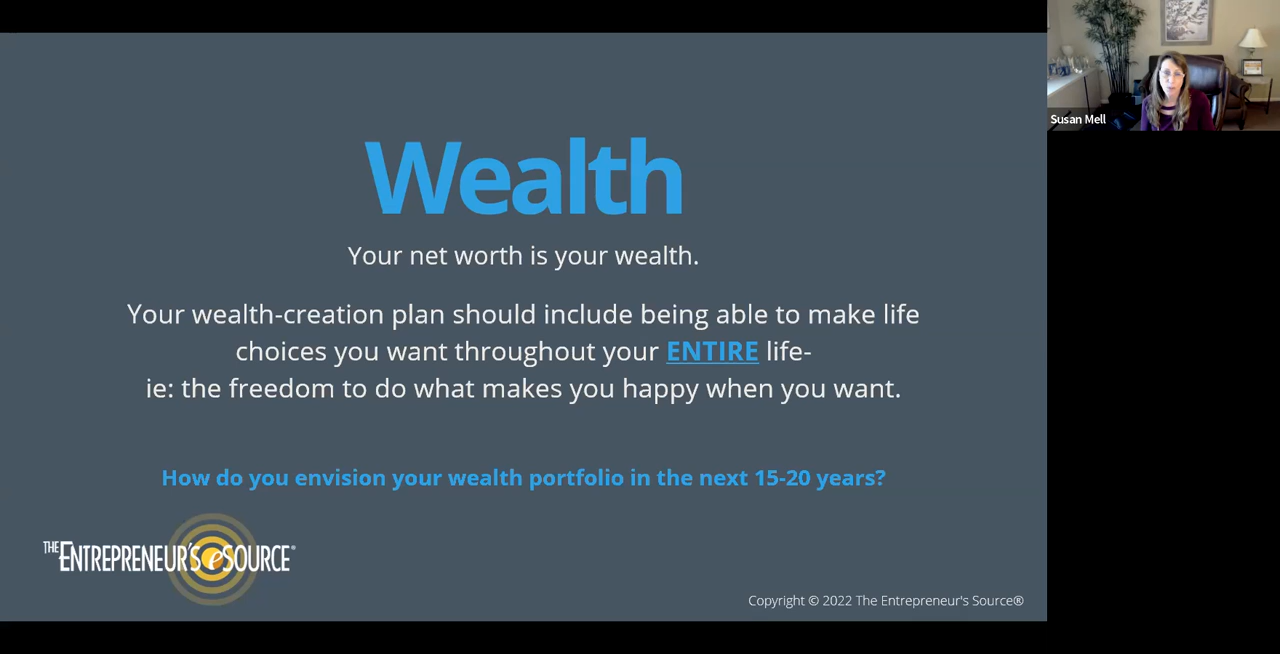 Susan Mell
Wealth
Your net worth is your wealth.
Your wealth-creation plan should include being able to make life
choices you want throughout your ENTIRE life-
ie: the freedom to do what makes you happy when you want.
How do you envision your wealth portfolio in the next 15-20 years?
THE ENTREPRENEUR'S eSOURCE®
Copyright © 2022 The Entrepreneur's Source®